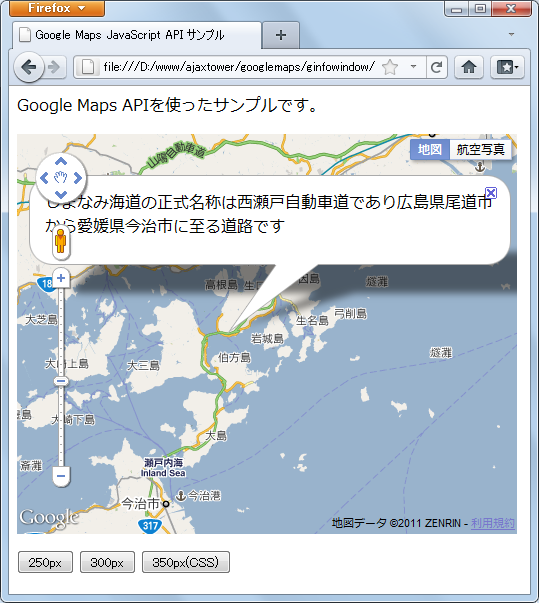 Firefox
Google Maps JavaScript API サンプル
file:///D:/www/ajaxtower/googlemaps/ginfowindow/
Google Maps APIを使ったサンプルです。
山陽自動車道
地図 航空写真
しまなみ海道の正式名称は西瀬戸自動車道であり広島県尾道市
から愛媛県今治市に至る道路です
高根島
因島
燧灘
大芝島
生名島
弓削島
岩城島
燧灘
大崎上島
大三島
伯方島
大崎下島
大島
斎灘
瀬戸内海
Inland Sea
今治市
今治港
317
Google
地図データ ©2011 ZENRIN - 利用規約
250px 300px 350px(CSS)